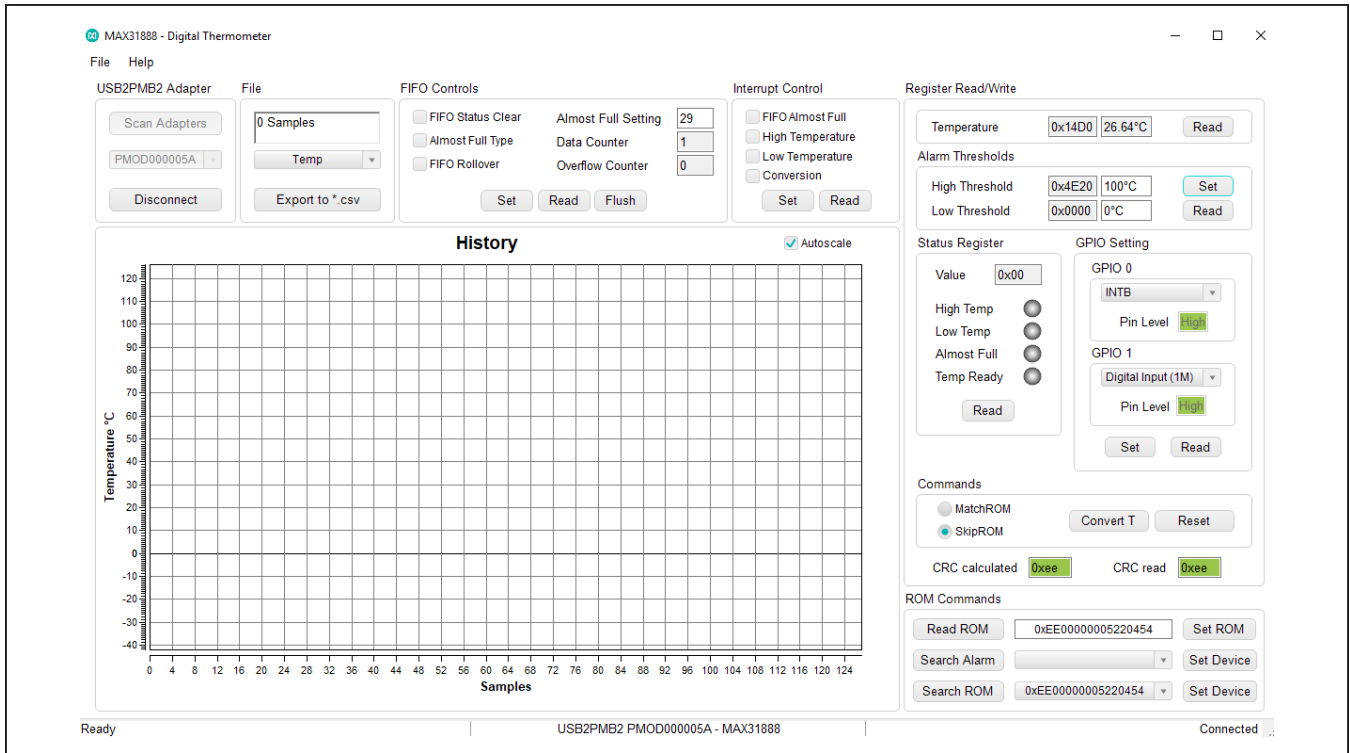 MAX31888 - Digital Thermometer
File Help
USB2PMB2 Adapter
Scan Adapters
PMOD000005A
Disconnect
File
0 Samples
Temp
Export to *.csv
FIFO Controls
FIFO Status Clear
Almost Full Type
FIFO Rollover
Almost Full Setting 29
Data Counter 1
Overflow Counter 0
Set Read Flush
Interrupt Control
FIFO Almost Full
High Temperature
Low Temperature
Conversion
Set Read
History
Autoscale
Temperature °C
120
110
100
90
80
70
60
50
40
30
20
10
0
-10
-20
-30
-40
0 4 8 12 16 20 24 28 32 36 40 44 48 52 56 60 64 68 72 76 80 84 88 92 96 100 104 108 112 116 120 124
Samples
Register Read/Write
Temperature 0x14D0 26.64°C Read
Alarm Thresholds
High Threshold 0x4E20 100°C Set
Low Threshold 0x0000 0°C Read
Status Register
Value 0x00
High Temp
Low Temp
Almost Full
Temp Ready
Read
GPIO Setting
GPIO 0
INTB
Pin Level High
GPIO 1
Digital Input (1M)
Pin Level High
Set Read
Commands
MatchROM
SkipROM
Convert T Reset
CRC calculated 0xee CRC read 0xee
ROM Commands
Read ROM 0xEE00000005220454 Set ROM
Search Alarm Set Device
Search ROM 0xEE00000005220454 Set Device
Ready USB2PMB2 PMOD000005A - MAX31888 Connected